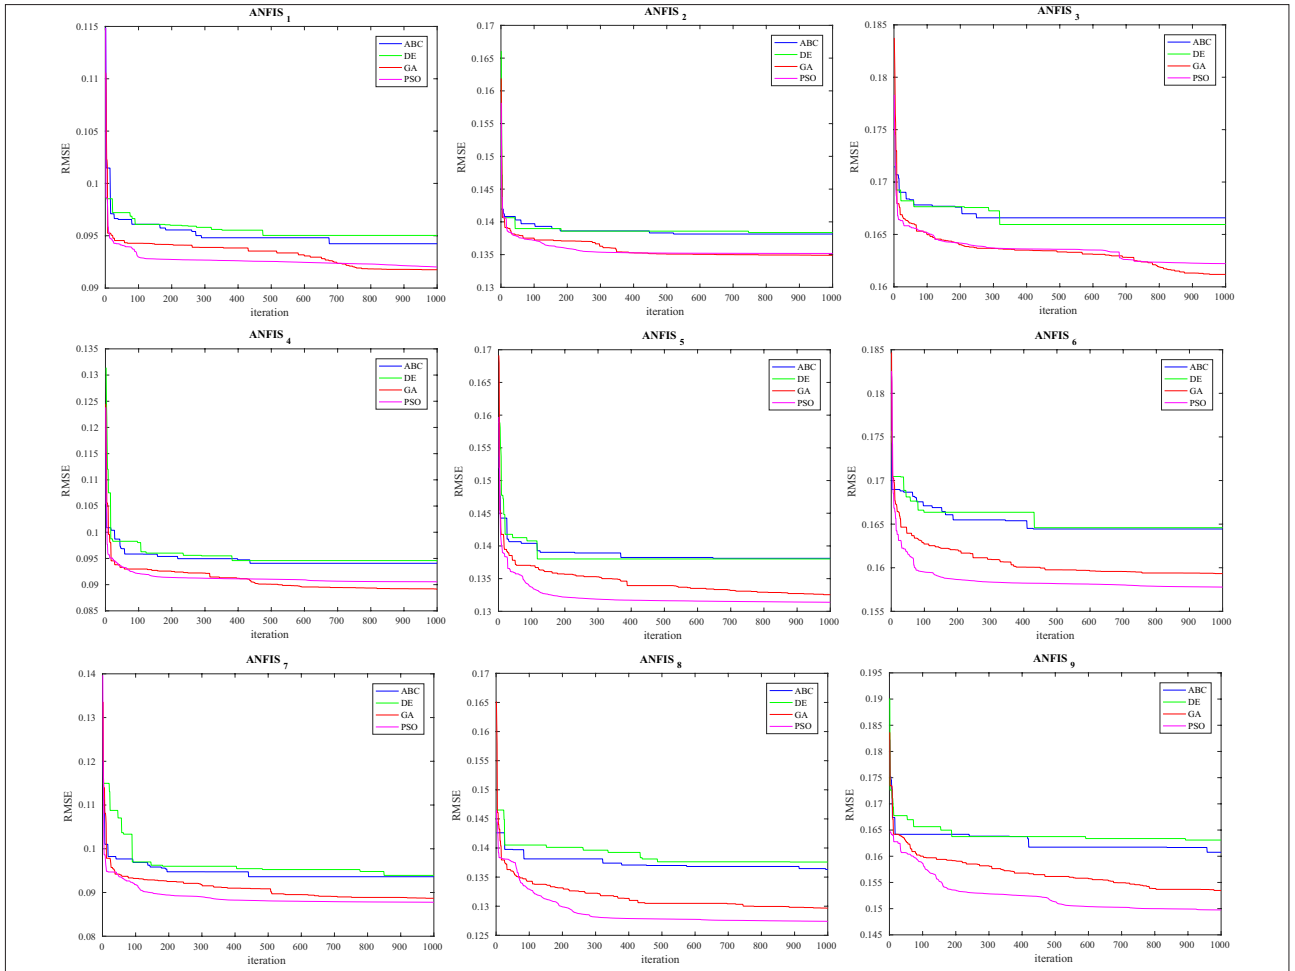 ANFIS 1
0.115
0.11
0.105
0.1
0.095
0.09
RMSE
0 100 200 300 400 500 600 700 800 900 1000
iteration
ABC
DE
GA
PSO
ANFIS 2
0.17
0.165
0.16
0.155
0.15
0.145
0.14
0.135
0.13
RMSE
0 100 200 300 400 500 600 700 800 900 1000
iteration
ABC
DE
GA
PSO
ANFIS 3
0.185
0.18
0.175
0.17
0.165
0.16
RMSE
0 100 200 300 400 500 600 700 800 900 1000
iteration
ABC
DE
GA
PSO
ANFIS 4
0.135
0.13
0.125
0.12
0.115
0.11
0.105
0.1
0.095
0.09
0.085
RMSE
0 100 200 300 400 500 600 700 800 900 1000
iteration
ABC
DE
GA
PSO
ANFIS 5
0.17
0.165
0.16
0.155
0.15
0.145
0.14
0.135
0.13
RMSE
0 100 200 300 400 500 600 700 800 900 1000
iteration
ABC
DE
GA
PSO
ANFIS 6
0.185
0.18
0.175
0.17
0.165
0.16
0.155
RMSE
0 100 200 300 400 500 600 700 800 900 1000
iteration
ABC
DE
GA
PSO
ANFIS 7
0.14
0.13
0.12
0.11
0.1
0.09
0.08
RMSE
0 100 200 300 400 500 600 700 800 900 1000
iteration
ABC
DE
GA
PSO
ANFIS 8
0.17
0.165
0.16
0.155
0.15
0.145
0.14
0.135
0.13
0.125
RMSE
0 100 200 300 400 500 600 700 800 900 1000
iteration
ABC
DE
GA
PSO
ANFIS 9
0.195
0.19
0.185
0.18
0.175
0.17
0.165
0.16
0.155
0.15
0.145
RMSE
0 100 200 300 400 500 600 700 800 900 1000
iteration
ABC
DE
GA
PSO